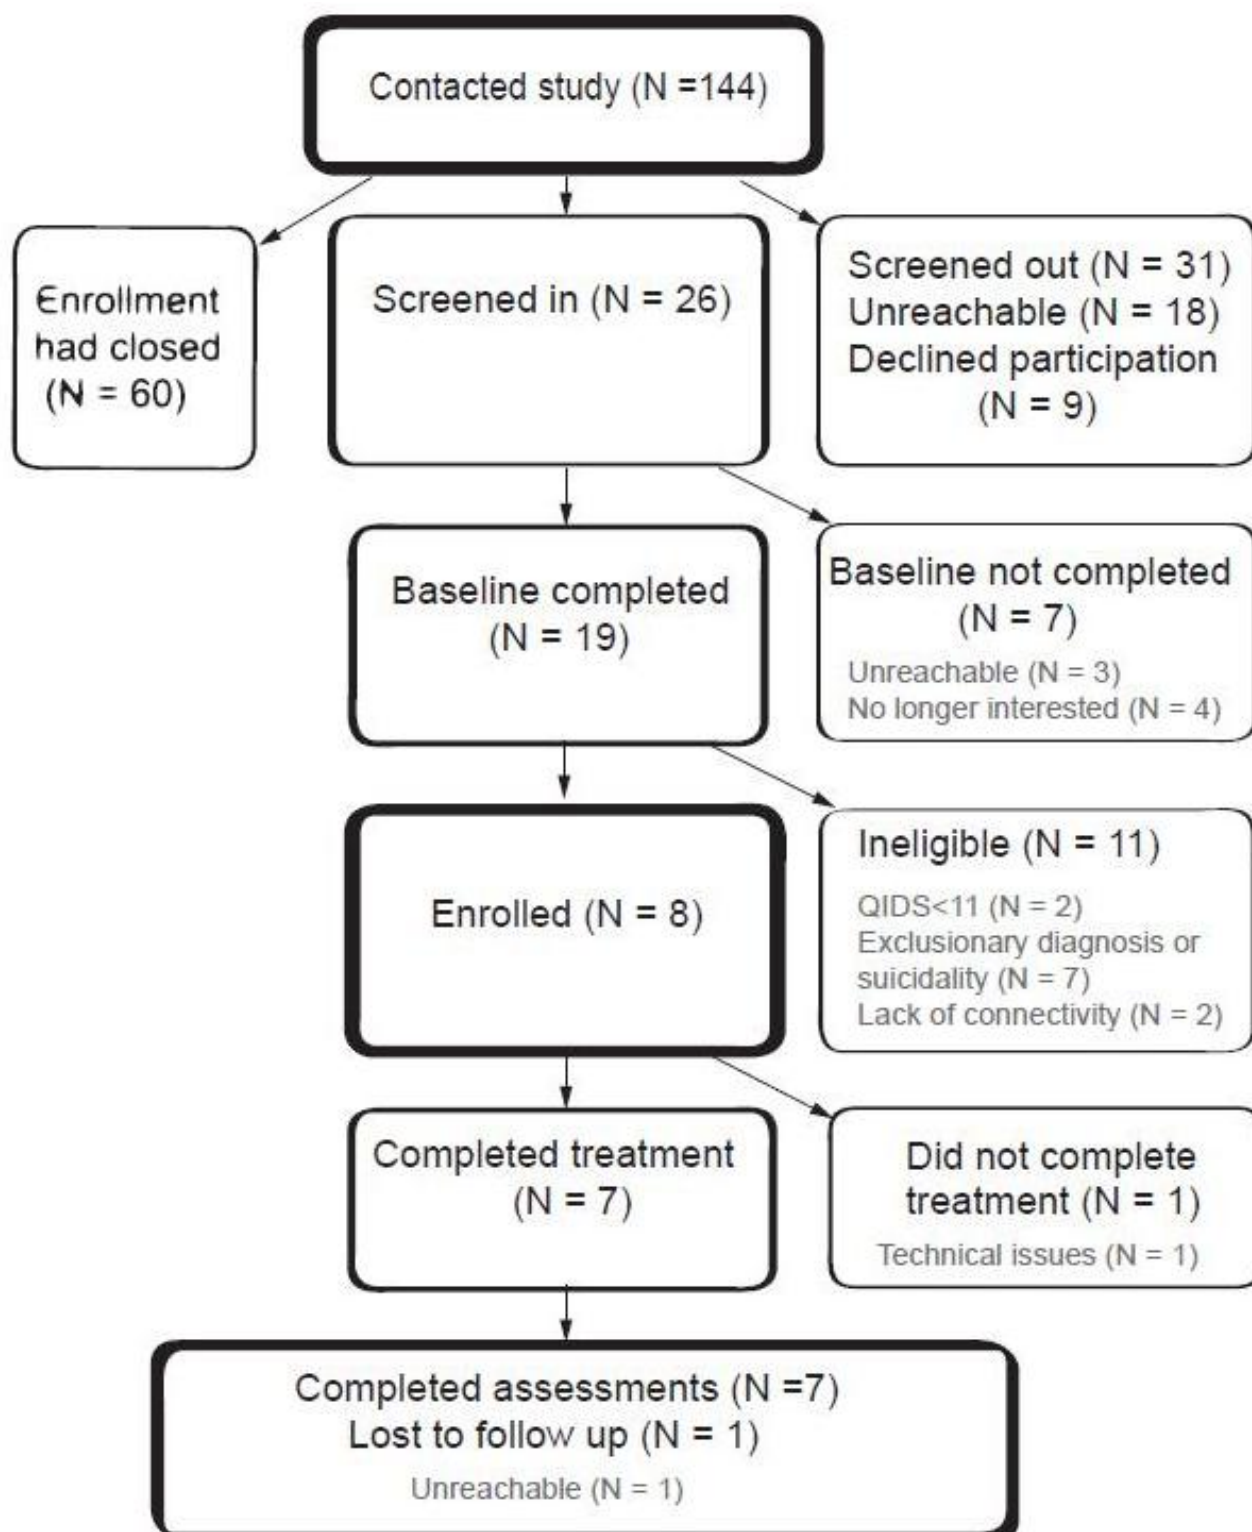 Contacted study (N =144)
Enrollment
had closed
(N = 60)
Screened in (N = 26)
Screened out (N = 31)
Unreachable (N = 18)
Declined participation
(N = 9)
Baseline completed
(N = 19)
Baseline not completed
(N = 7)
Unreachable (N = 3)
No longer interested (N = 4)
Enrolled (N = 8)
Ineligible (N = 11)
QIDS<11 (N = 2)
Exclusionary diagnosis or
suicidality (N = 7)
Lack of connectivity (N = 2)
Completed treatment
(N = 7)
Did not complete
treatment (N = 1)
Technical issues (N = 1)
Completed assessments (N =7)
Lost to follow up (N = 1)
Unreachable (N = 1)